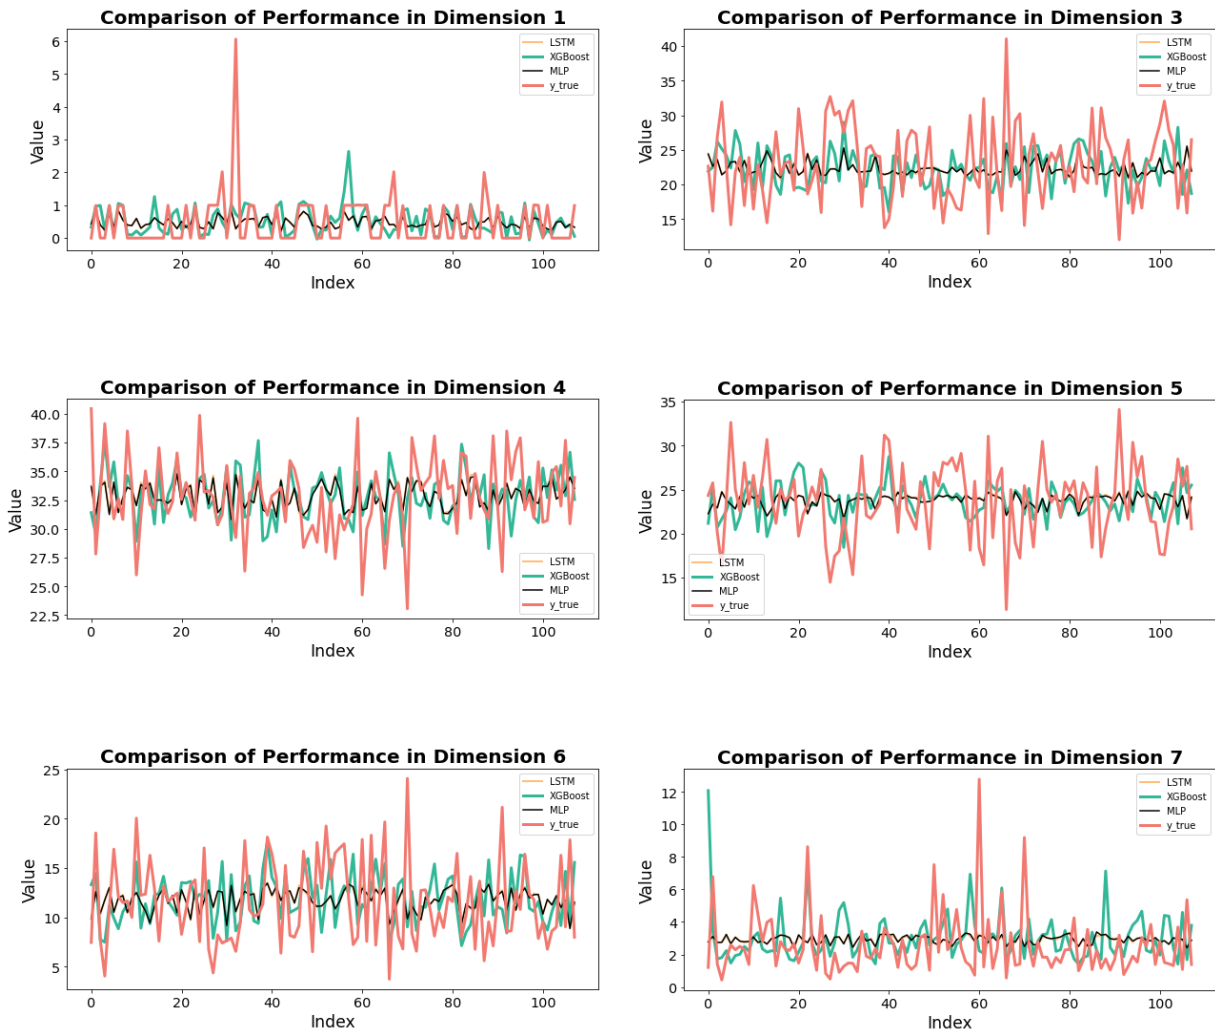 Comparison of Performance in Dimension 1
Value
6
5
4
3
2
1
0
LSTM
XGBoost
MLP
y_true
0 20 40 60 80 100
Index
Comparison of Performance in Dimension 3
Value
40
35
30
25
20
15
LSTM
XGBoost
MLP
y_true
0 20 40 60 80 100
Index
Comparison of Performance in Dimension 4
Value
40.0
37.5
35.0
32.5
30.0
27.5
25.0
22.5
LSTM
XGBoost
MLP
y_true
0 20 40 60 80 100
Index
Comparison of Performance in Dimension 5
Value
35
30
25
20
15
LSTM
XGBoost
MLP
y_true
0 20 40 60 80 100
Index
Comparison of Performance in Dimension 6
Value
25
20
15
10
5
LSTM
XGBoost
MLP
y_true
0 20 40 60 80 100
Index
Comparison of Performance in Dimension 7
Value
12
10
8
6
4
2
0
LSTM
XGBoost
MLP
y_true
0 20 40 60 80 100
Index